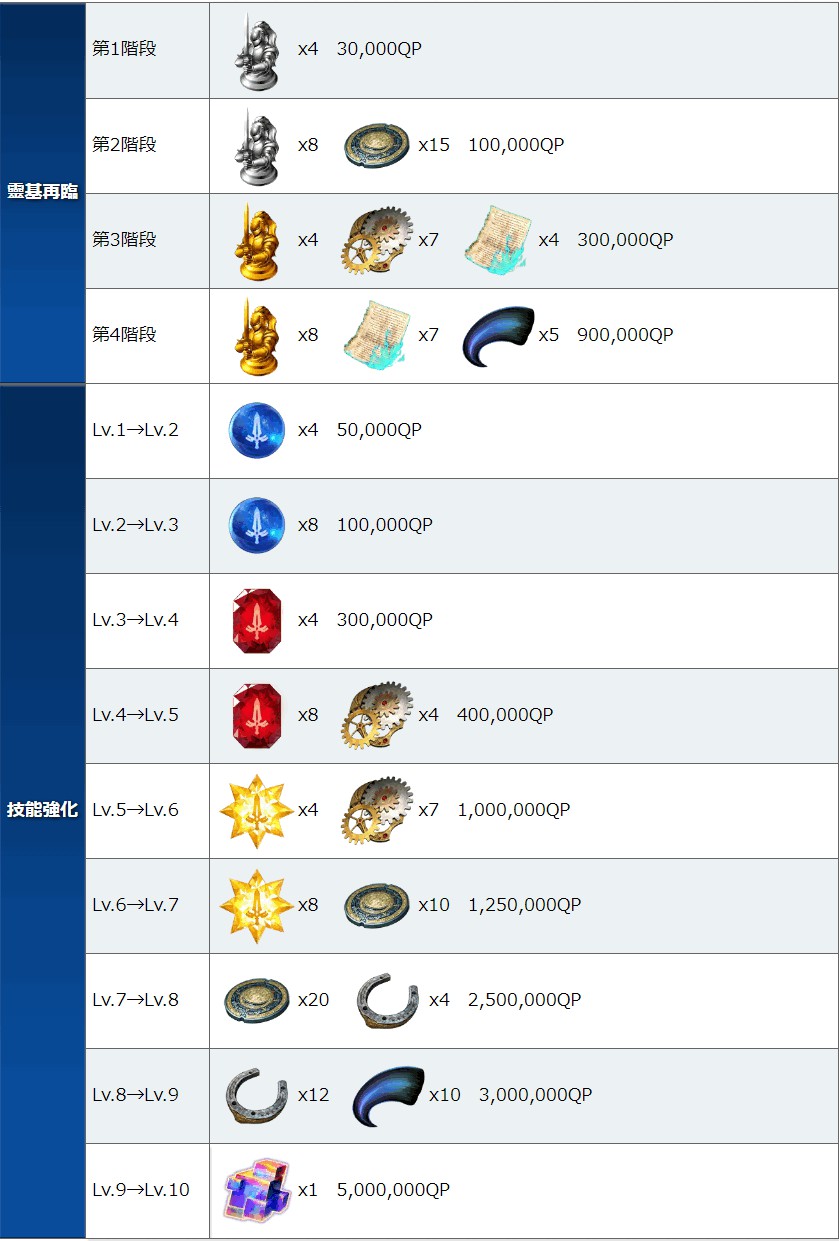 靈基再臨
第1階段 x4 30,000QP
第2階段 x8 x15 100,000QP
第3階段 x4 x7 x4 300,000QP
第4階段 x8 x7 x5 900,000QP
技能強化
Lv.1→Lv.2 x4 50,000QP
Lv.2→Lv.3 x8 100,000QP
Lv.3→Lv.4 x4 300,000QP
Lv.4→Lv.5 x8 x4 400,000QP
Lv.5→Lv.6 x4 x7 1,000,000QP
Lv.6→Lv.7 x8 x10 1,250,000QP
Lv.7→Lv.8 x20 x4 2,500,000QP
Lv.8→Lv.9 x12 x10 3,000,000QP
Lv.9→Lv.10 x1 5,000,000QP